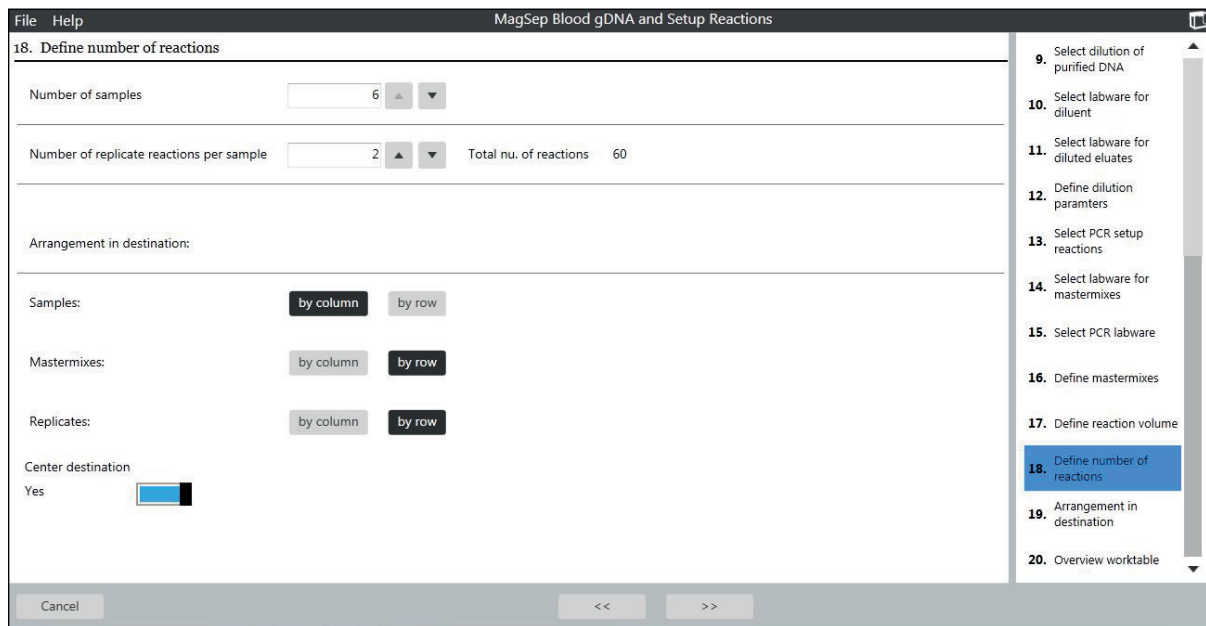 File Help
MagSep Blood gDNA and Setup Reactions
18. Define number of reactions
Number of samples 6
Number of replicate reactions per sample 2 Total nu. of reactions 60
Arrangement in destination:
Samples: by column by row
Mastermixes: by column by row
Replicates: by column by row
Center destination
Yes
9. Select dilution of
purified DNA
10. Select labware for
diluent
11. Select labware for
diluted eluates
12. Define dilution
paramters
13. Select PCR setup
reactions
14. Select labware for
mastermixes
15. Select PCR labware
16. Define mastermixes
17. Define reaction volume
18. Define number of
reactions
19. Arrangement in
destination
20. Overview worktable
Cancel << >>